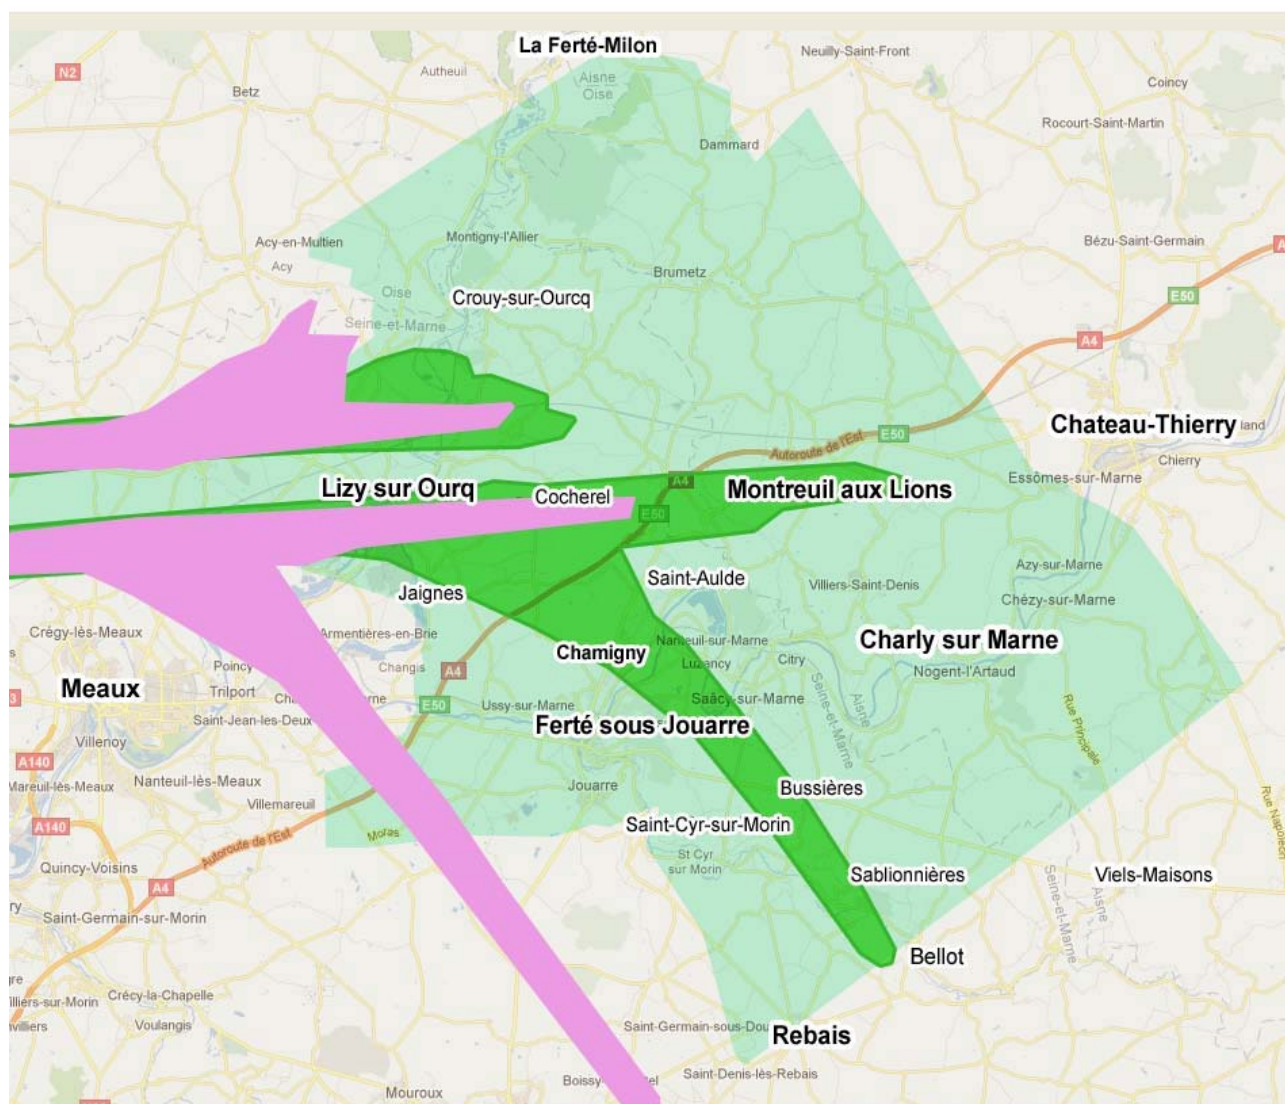 La Ferté-Milon
Neuilly-Saint-Front
N2
Autheuil
Aisne
Oise
Betz
Coincy
Rocourt-Saint-Martin
Dammard
Acy-en-Multien
Montigny-l'Allier
Bézu-Saint-Germain
Acy
Brumetz
Oise
Crouy-sur-Ourcq
E50
Seine-et-Marne
A4
Chateau-Thierry
E50
Autoroute de l'Est
Chierry
Essômes-sur-Marne
Lizy sur Ourq
Cocherel
A4
Montreuil aux Lions
E50
Azy-sur-Marne
Saint-Aulde
Villiers-Saint-Denis
Jaignes
Chézy-sur-Marne
Crégy-lès-Meaux
Armentières-en-Brie
Nanteuil-sur-Marne
Charly sur Marne
Chamigny
Luzancy
Citry
Poincy
Changis
A4
Nogent-l'Artaud
Meaux
Trilport
Saâcy-sur-Marne
Seine-et-Marne
Aisne
E50
Ussy-sur-Marne
Saint-Jean-les-Deux
Ferté sous Jouarre
Rue Principale
Villenoy
A140
Nanteuil-lès-Meaux
Jouarre
Bussières
Mareuil-lès-Meaux
Villemareuil
Rue Napoléon
A140
Moras
Saint-Cyr-sur-Morin
Autoroute de l'Est
St Cyr
sur Morin
Quincy-Voisins
Sablionnières
Viels-Maisons
A4
Seine-et-Marne
Aisne
Saint-Germain-sur-Morin
Bellot
Crécy-la-Chapelle
Voulangis
Saint-Germain-sous-Dou
Rebais
Boissy
Saint-Denis-lès-Rebais
Mouroux